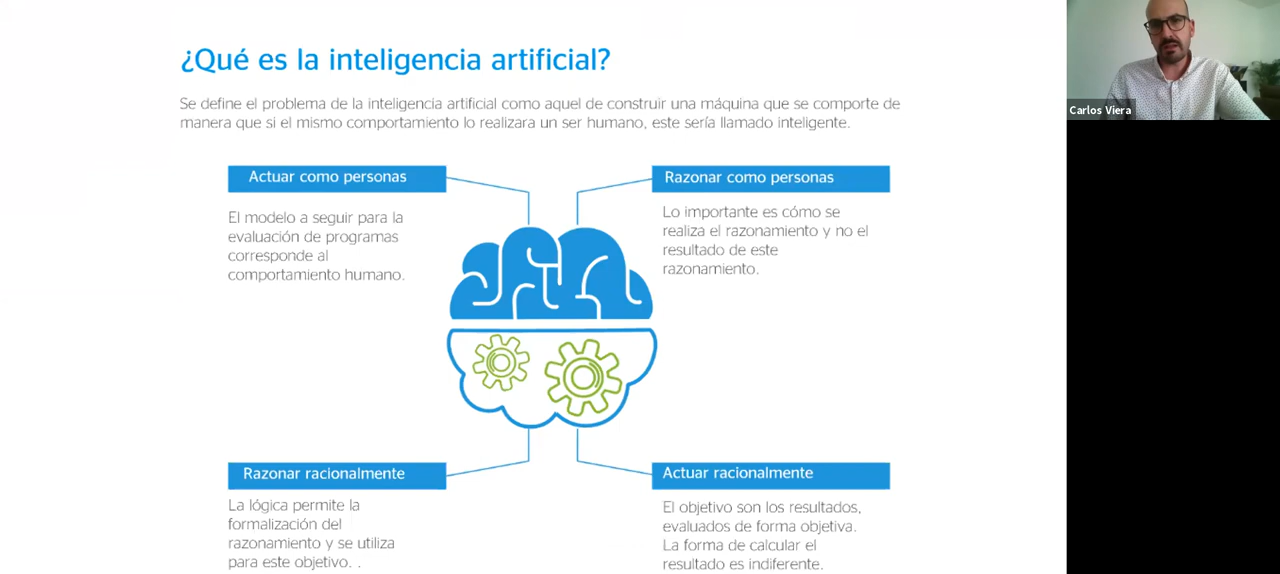 ¿Qué es la inteligencia artificial?
Se define el problema de la inteligencia artificial como aquel de construir una máquina que se comporte de
manera que si el mismo comportamiento lo realizara un ser humano, este sería llamado inteligente.
Actuar como personas
El modelo a seguir para la
evaluación de programas
corresponde al
comportamiento humano.
Razonar como personas
Lo importante es cómo se
realiza el razonamiento y no el
resultado de este
razonamiento.
Razonar racionalmente
La lógica permite la
formalización del
razonamiento y se utiliza
para este objetivo. .
Actuar racionalmente
El objetivo son los resultados,
evaluados de forma objetiva.
La forma de calcular el
resultado es indiferente.
Carlos Viera